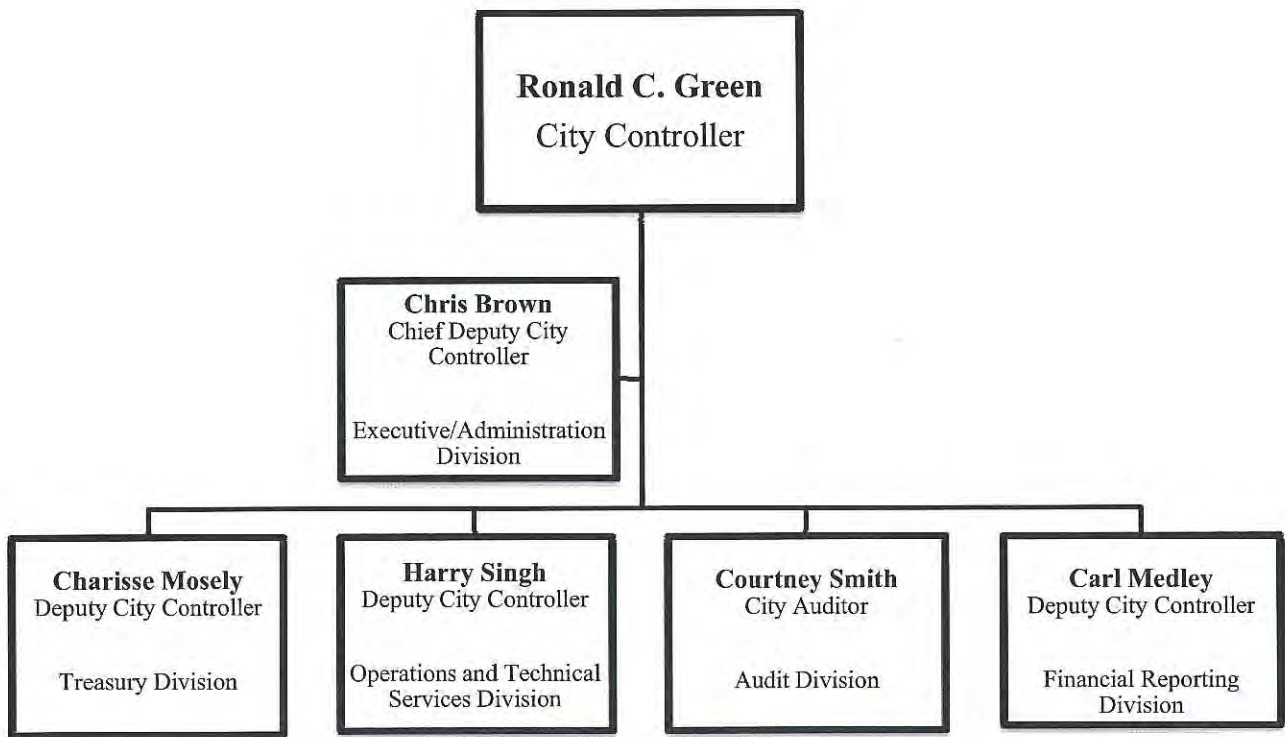 Ronald C. Green
City Controller
Chris Brown
Chief Deputy City
Controller
Executive/Administration
Division
Charisse Mosely
Deputy City Controller
Treasury Division
Harry Singh
Deputy City Controller
Operations and Technical
Services Division
Courtney Smith
City Auditor
Audit Division
Carl Medley
Deputy City Controller
Financial Reporting
Division